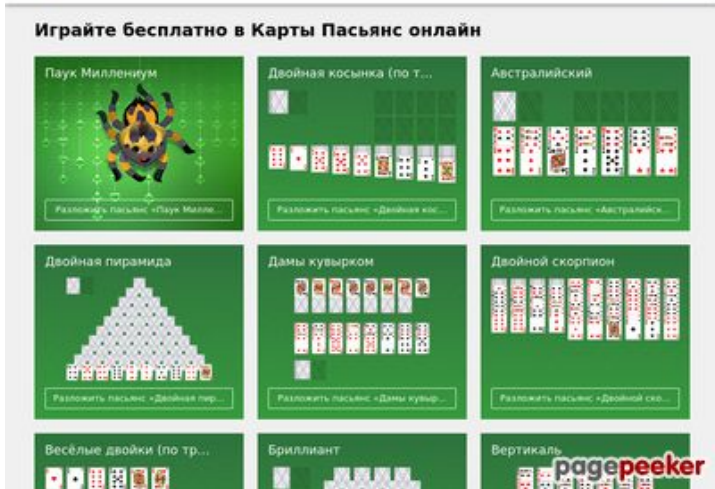 Играйте бесплатно в Карты Пасьянс онлайн
Паук Миллениум
Двойная косынка (по т...
Австралийский
Разложить пасьянс «Паук Милле...
Разложить пасьянс «Двойная кос...
Разложить пасьянс «Австралийск...
Двойная пирамида
Дамы кувырком
Двойной скорпион
Разложить пасьянс «Двойная пир...
Разложить пасьянс «Дамы кувыр...
Разложить пасьянс «Двойной ско...
Весёлые двойки (по тр...
Бриллиант
Вертикаль
pagepeeker